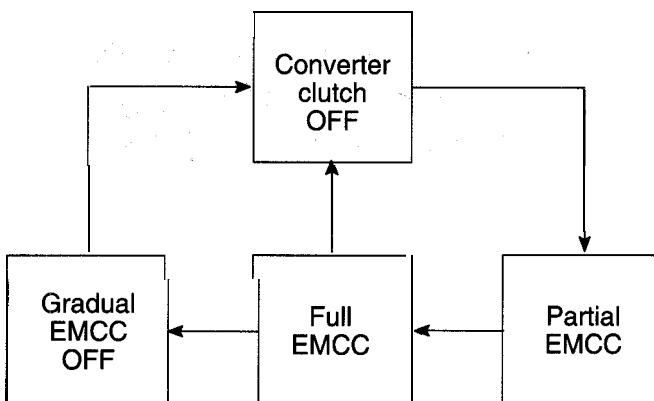 Converter
clutch
OFF
Gradual
EMCC
OFF
Full
EMCC
Partial
EMCC